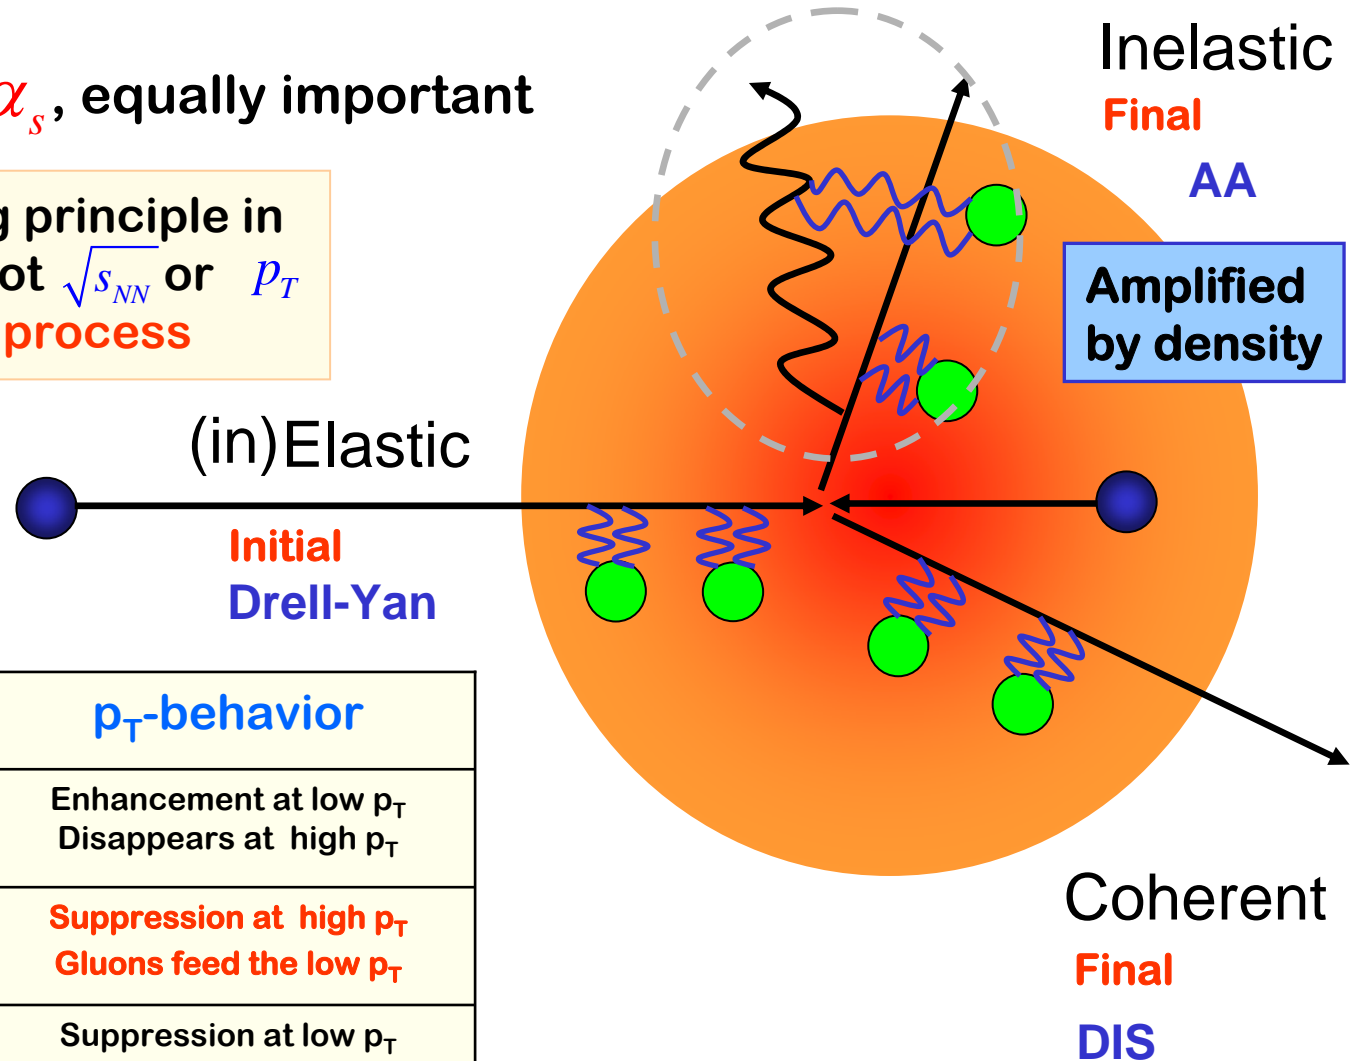 α_s, equally important
g principle in
ot √s_NN or p_T
process
(in)Elastic
Initial
Drell-Yan
Inelastic
Final
AA
Amplified
by density
p_T-behavior
Enhancement at low p_T
Disappears at high p_T
Suppression at high p_T
Gluons feed the low p_T
Suppression at low p_T
Coherent
Final
DIS